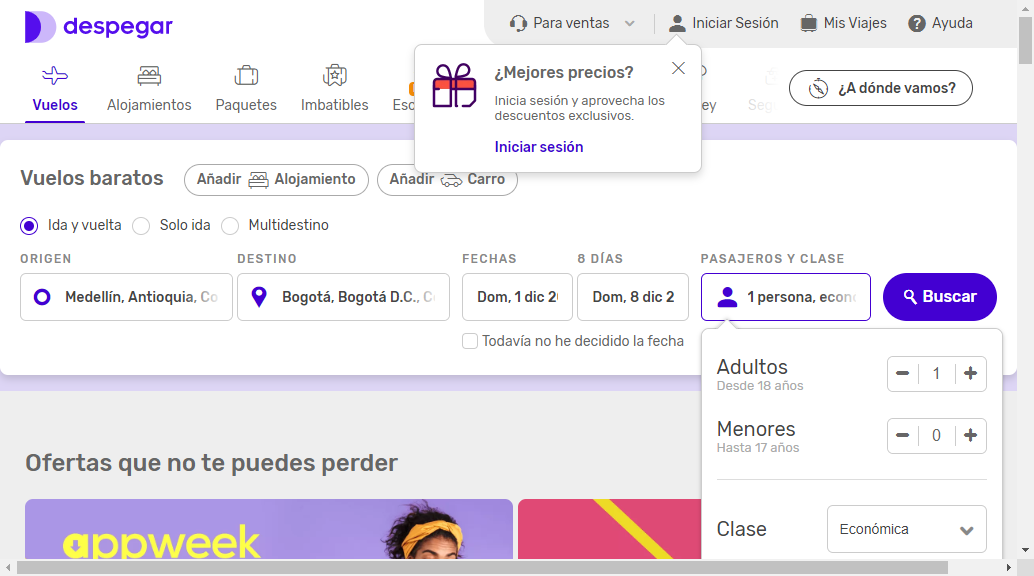 despegar
Para ventas
Iniciar Sesión
Mis Viajes
Ayuda
Vuelos
Alojamientos
Paquetes
Imbatibles
¿A dónde vamos?
¿Mejores precios?
Inicia sesión y aprovecha los
descuentos exclusivos.
Iniciar sesión
Vuelos baratos
Añadir Alojamiento
Añadir Carro
Ida y vuelta
Solo ida
Multidestino
ORIGEN
DESTINO
FECHAS
8 DÍAS
PASAJEROS Y CLASE
Medellín, Antioquia, Co
Bogotá, Bogotá D.C., C
Dom, 1 dic 2
Dom, 8 dic 2
1 persona, econ
Buscar
Todavía no he decidido la fecha
Adultos
Desde 18 años
1
Menores
Hasta 17 años
0
Clase
Económica
Ofertas que no te puedes perder
appweek